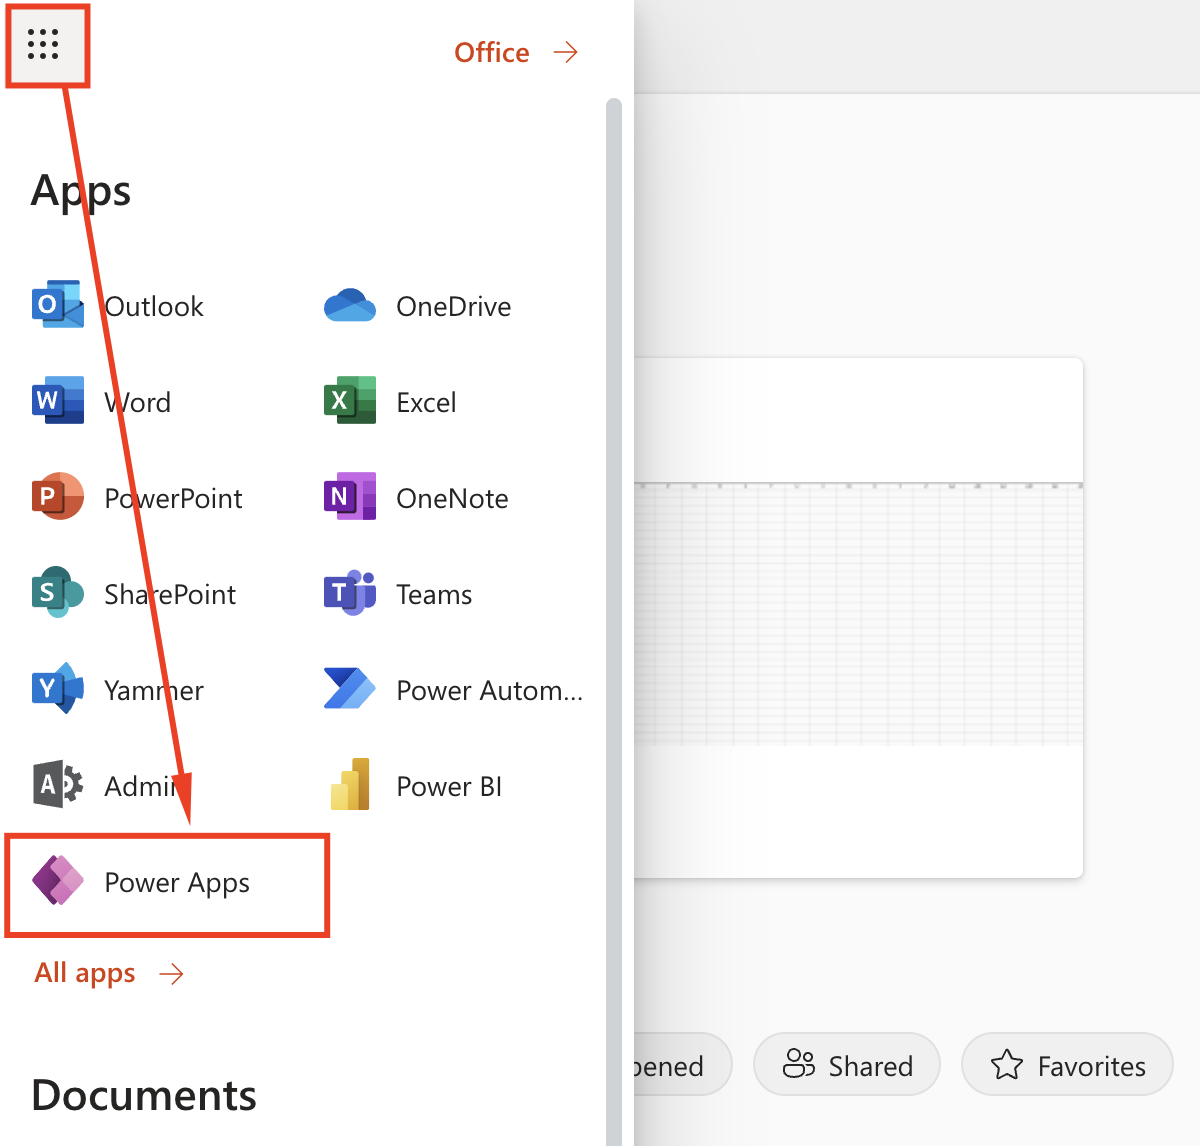 Office
Apps
Outlook
OneDrive
Word
Excel
PowerPoint
OneNote
SharePoint
Teams
Yammer
Power Autom...
Admin
Power BI
Power Apps
All apps
pened
Shared
Favorites
Documents